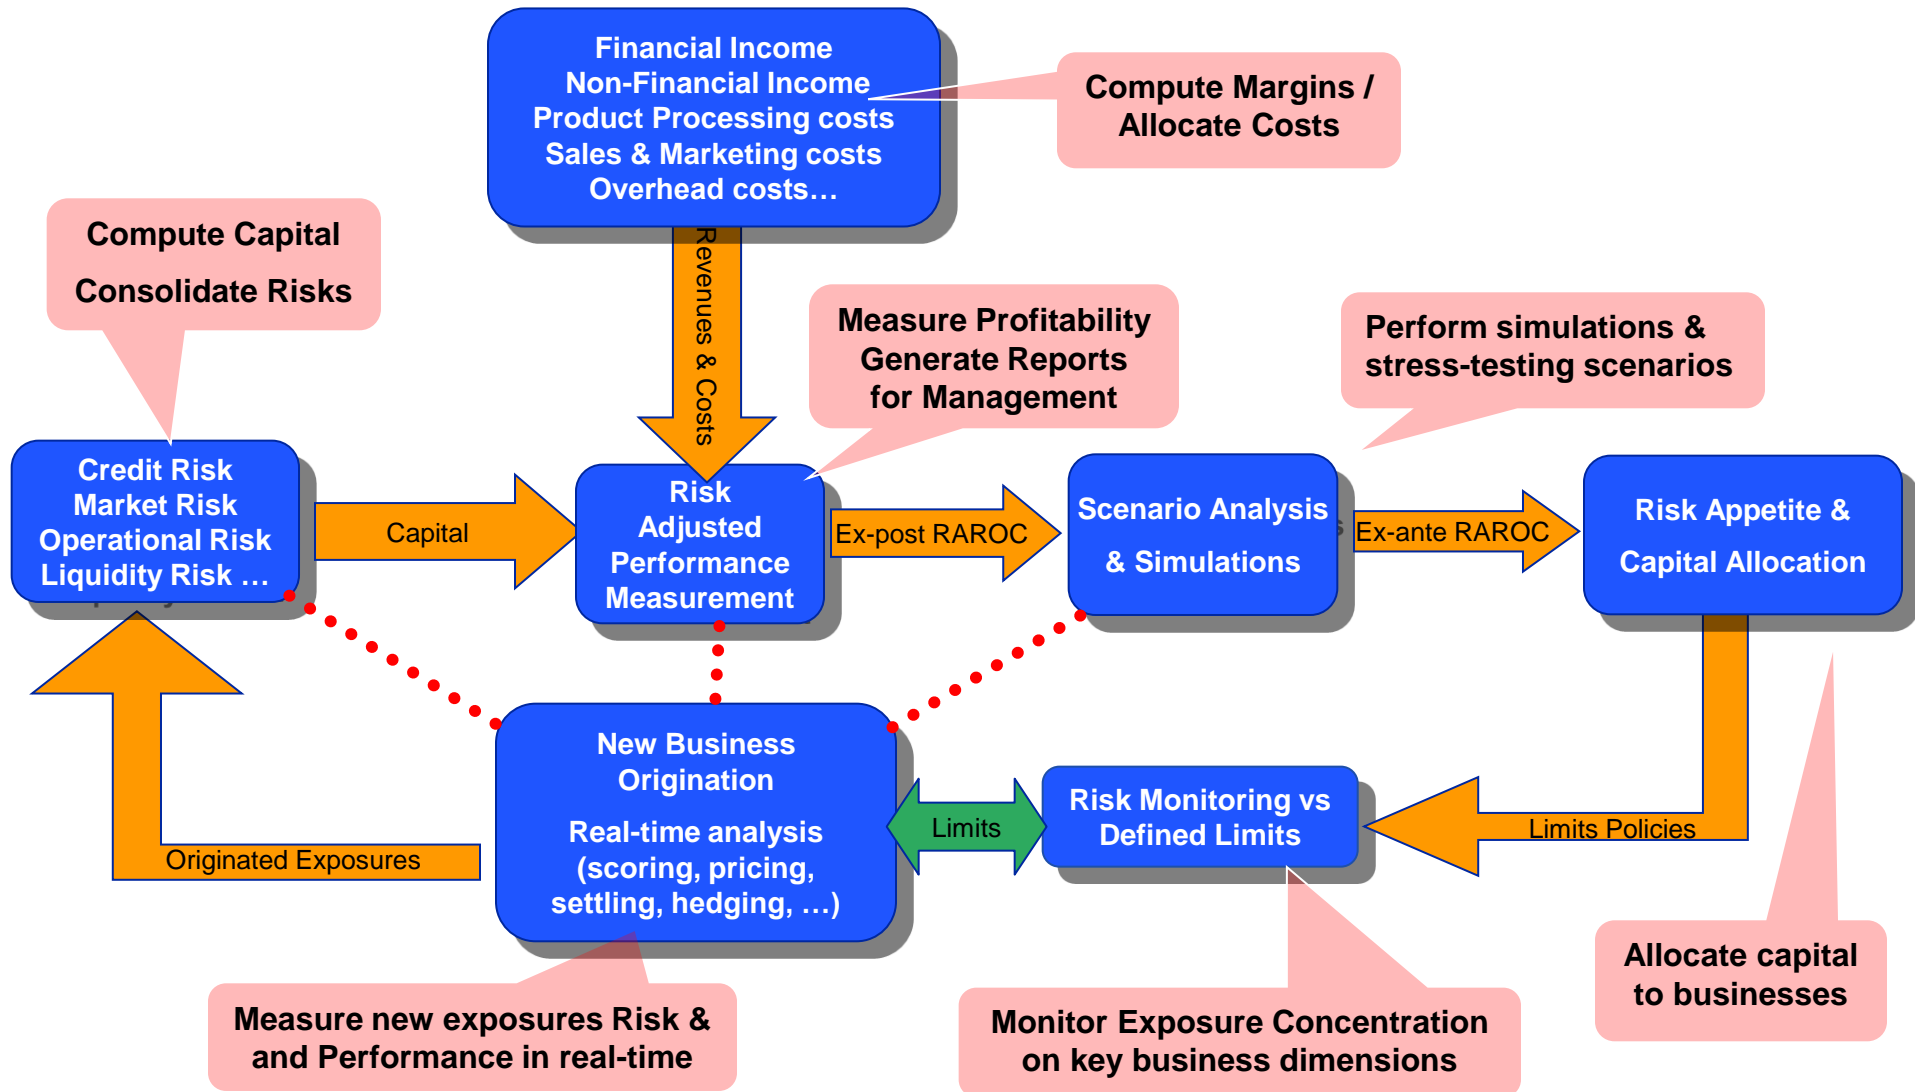 Financial Income
Non-Financial Income
Product Processing costs
Sales & Marketing costs
Overhead costs…
Compute Margins /
Allocate Costs
Compute Capital
Consolidate Risks
Revenues & Costs
Measure Profitability
Generate Reports
for Management
Perform simulations &
stress-testing scenarios
Credit Risk
Market Risk
Operational Risk
Liquidity Risk …
Capital
Risk
Adjusted
Performance
Measurement
Ex-post RAROC
Scenario Analysis
& Simulations
Ex-ante RAROC
Risk Appetite &
Capital Allocation
New Business
Origination
Real-time analysis
(scoring, pricing,
settling, hedging, …)
Limits
Risk Monitoring vs
Defined Limits
Limits Policies
Originated Exposures
Measure new exposures Risk &
and Performance in real-time
Monitor Exposure Concentration
on key business dimensions
Allocate capital
to businesses